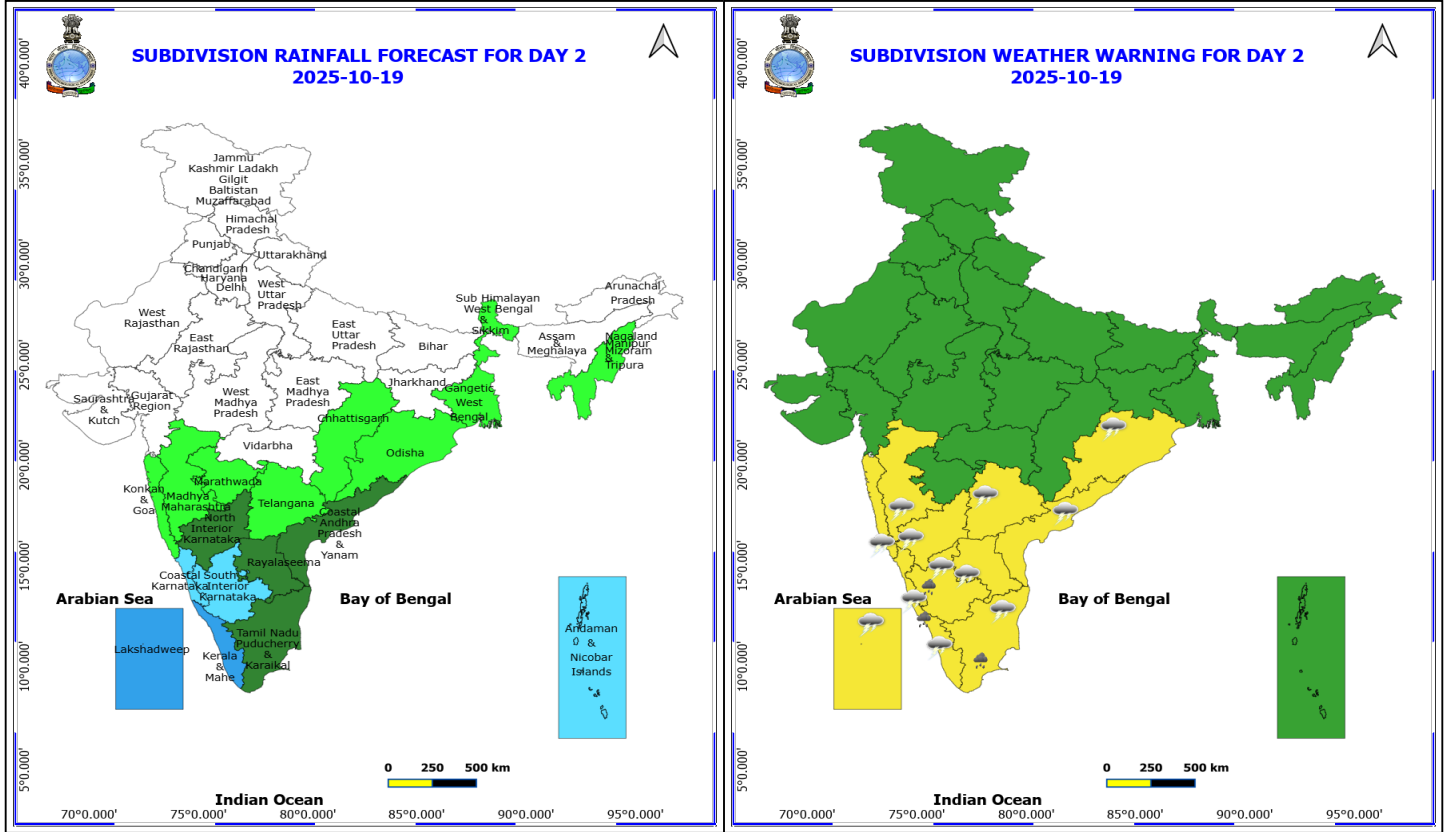 SUBDIVISION RAINFALL FORECAST FOR DAY 2
2025-10-19
40°0.000'
35°0.000'
30°0.000'
25°0.000'
20°0.000'
15°0.000'
10°0.000'
5°0.000'
Jammu
Kashmir Ladakh
Gilgit
Baltistan
Muzaffarabad
Himachal
Pradesh
Punjab
Uttarakhand
Chandigarh
Haryana
Delhi
West
Uttar
Pradesh
Arunachal
Pradesh
Sub Himalayan
West Bengal
&
Sikkim
West
Rajasthan
East
Rajasthan
East
Uttar
Pradesh
Bihar
Assam
&
Meghalaya
Nagaland
Manipur
Mizoram
&
Tripura
Saurashtra
&
Kutch
Gujarat
Region
West
Madhya
Pradesh
East
Madhya
Pradesh
Jharkhand
Gangetic
West
Bengal
Chhattisgarh
Vidarbha
Odisha
Konkan
&
Goa
Madhya
Maharashtra
Marathwada
Telangana
North
Interior
Karnataka
Coastal
Andhra
Pradesh
&
Yanam
Rayalaseema
Coastal
Karnataka
South
Interior
Karnataka
Arabian Sea
Bay of Bengal
Lakshadweep
Kerala
&
Mahe
Tamil Nadu
Puducherry
&
Karaikal
Andaman
&
Nicobar
Islands
0 250 500 km
Indian Ocean
70°0.000' 75°0.000' 80°0.000' 85°0.000' 90°0.000' 95°0.000'
SUBDIVISION WEATHER WARNING FOR DAY 2
2025-10-19
40°0.000'
35°0.000'
30°0.000'
25°0.000'
20°0.000'
15°0.000'
10°0.000'
5°0.000'
Arabian Sea
Bay of Bengal
0 250 500 km
Indian Ocean
70°0.000' 75°0.000' 80°0.000' 85°0.000' 90°0.000' 95°0.000'